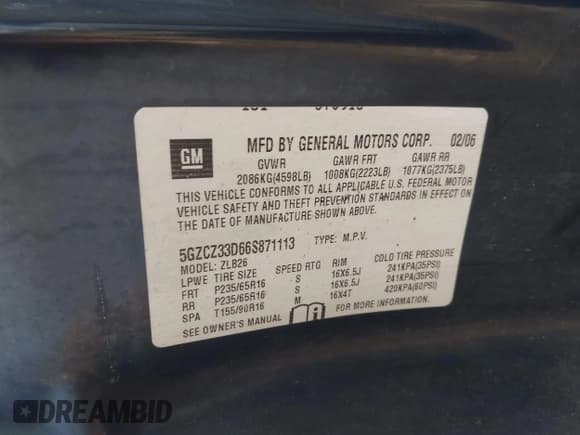 GM
MFD BY GENERAL MOTORS CORP. 02/06
GVWR GAWR FRT GAWR RR
2086KG(4598LB) 1008KG(2223LB) 1077KG(2375LB)
THIS VEHICLE CONFORMS TO ALL APPLICABLE U.S. FEDERAL MOTOR
VEHICLE SAFETY AND THEFT PREVENTION STANDARDS IN EFFECT ON
THE DATE OF MANUFACTURE SHOWN ABOVE.
5GZCZ33D66S871113 TYPE: M.P.V.
MODEL: ZLB26
LPWE TIRE SIZE SPEED RTG RIM COLD TIRE PRESSURE
FRT P235/65R16 S 16X6.5J 241KPA(35PSI)
RR P235/65R16 S 16X6.5J 241KPA(35PSI)
SPA T155/90R16 M 16X4T 420KPA(60PSI)
SEE OWNER'S MANUAL FOR MORE INFORMATION.
DREAMBID